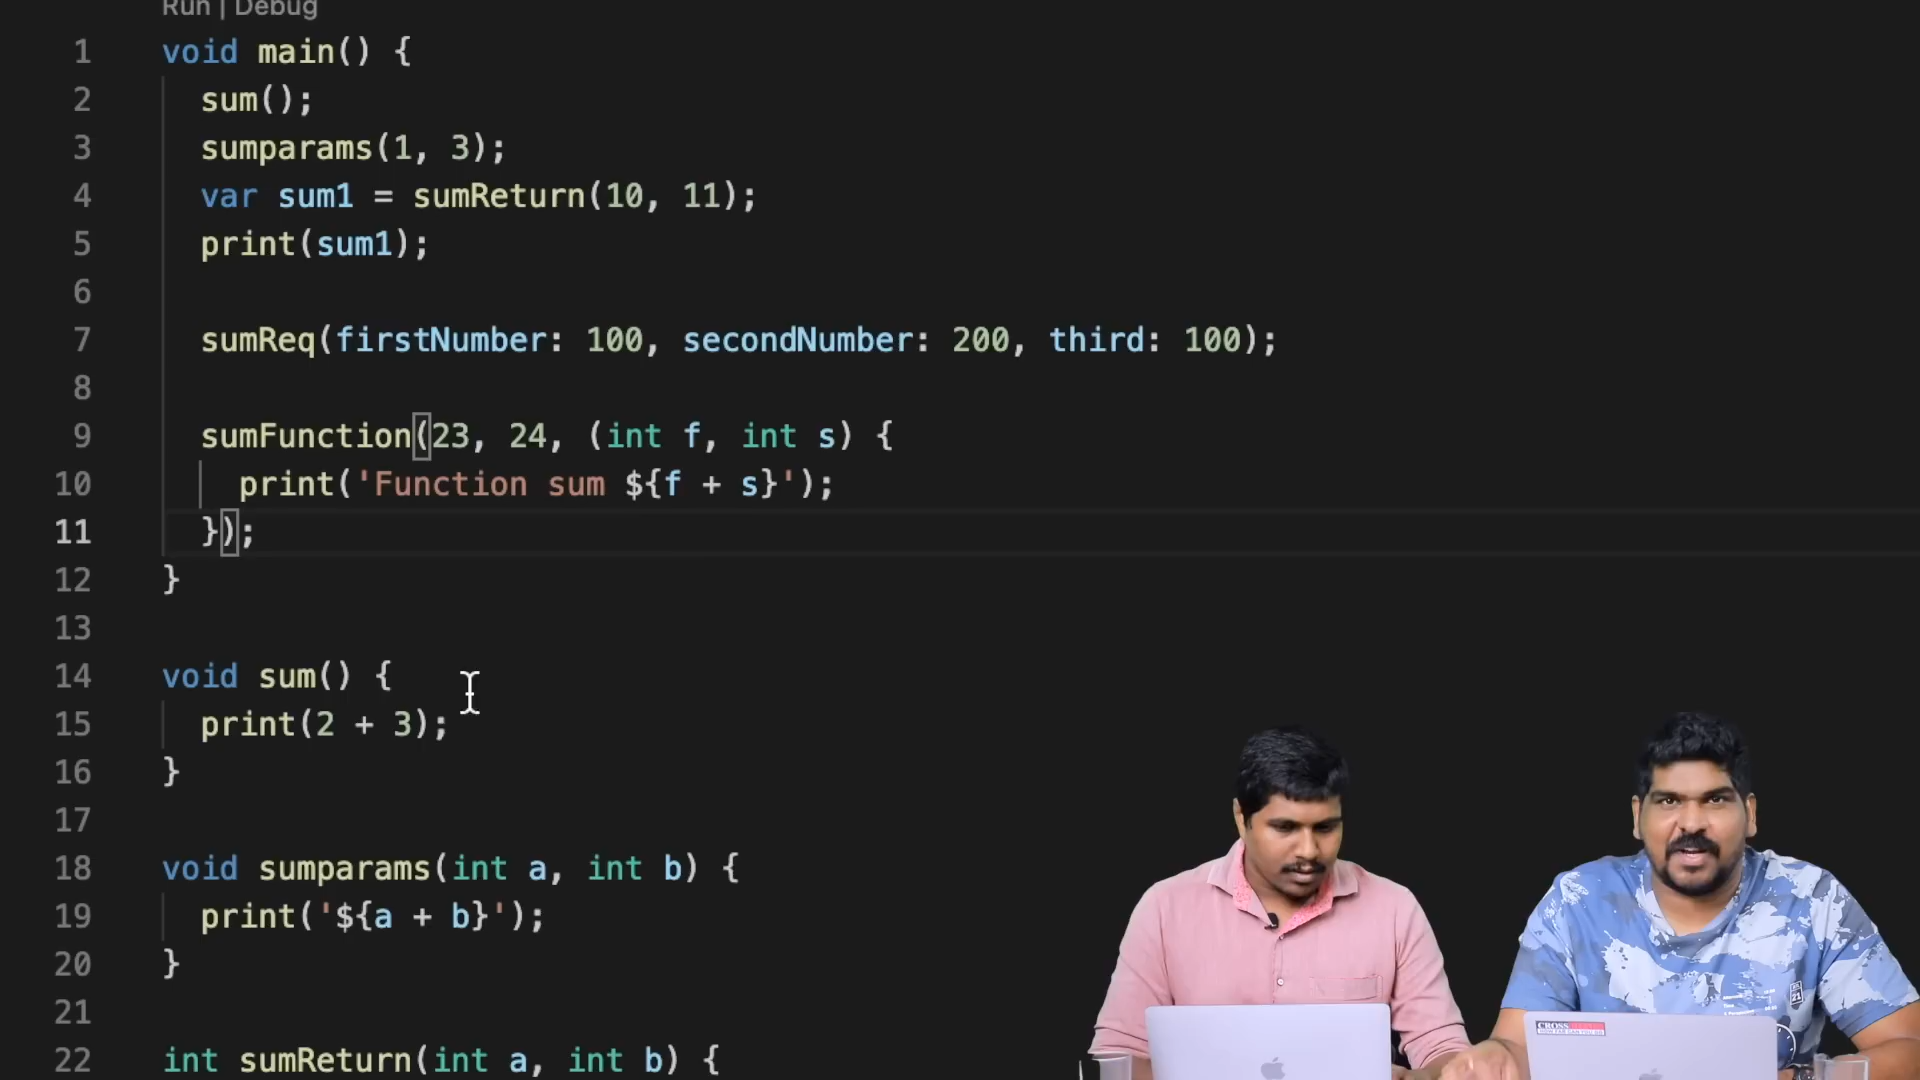 Run | Debug
1 void main() {
2 sum();
3 sumparams(1, 3);
4 var sum1 = sumReturn(10, 11);
5 print(sum1);
6
7 sumReq(firstNumber: 100, secondNumber: 200, third: 100);
8
9 sumFunction(23, 24, (int f, int s) {
10 print('Function sum ${f + s}');
11 });
12 }
13
14 void sum() {
15 print(2 + 3);
16 }
17
18 void sumparams(int a, int b) {
19 print('${a + b}');
20 }
21
22 int sumReturn(int a, int b) {
CROSS
21